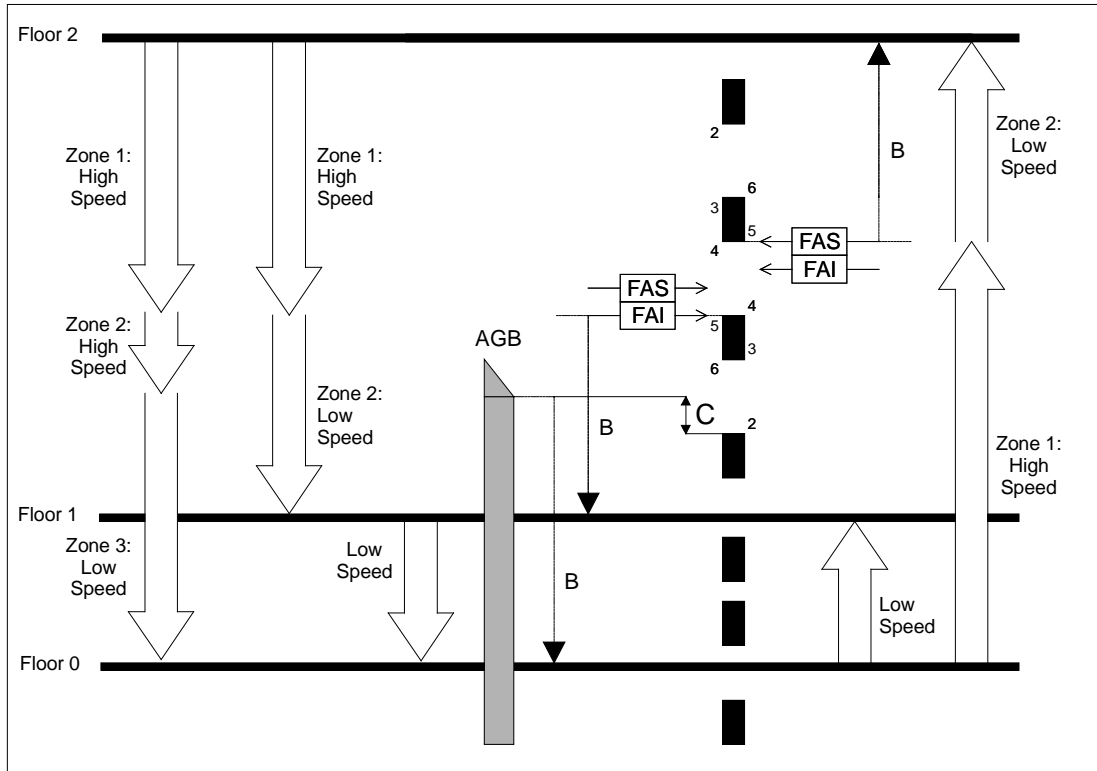 Floor 2
Zone 1:
High
Speed
Zone 1:
High
Speed
2
B
Zone 2:
Low
Speed
6
3
5
4
FAS
FAI
FAS
FAI
4
5
3
6
Zone 2:
High
Speed
AGB
Zone 2:
Low
Speed
B
C
2
Zone 1:
High
Speed
Floor 1
Zone 3:
Low
Speed
Low
Speed
B
Low
Speed
Floor 0